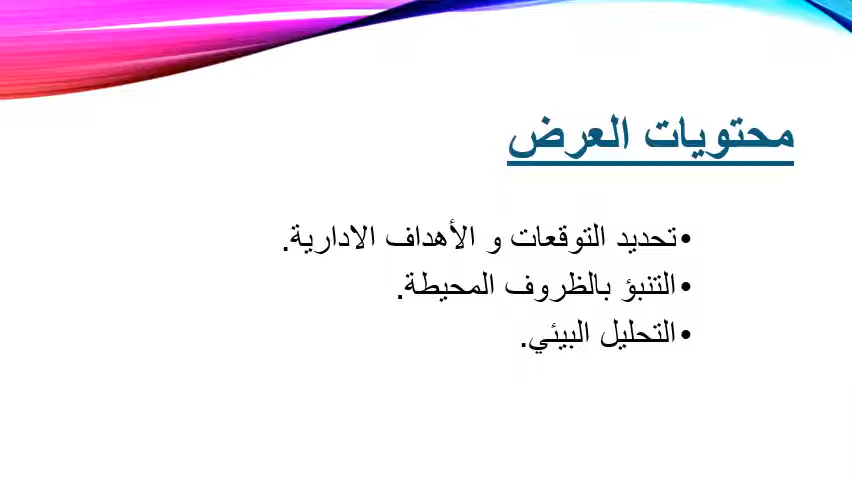 محتويات العرض
•تحديد التوقعات و الأهداف الادارية.
•التنبؤ بالظروف المحيطة.
•التحليل البيئي.